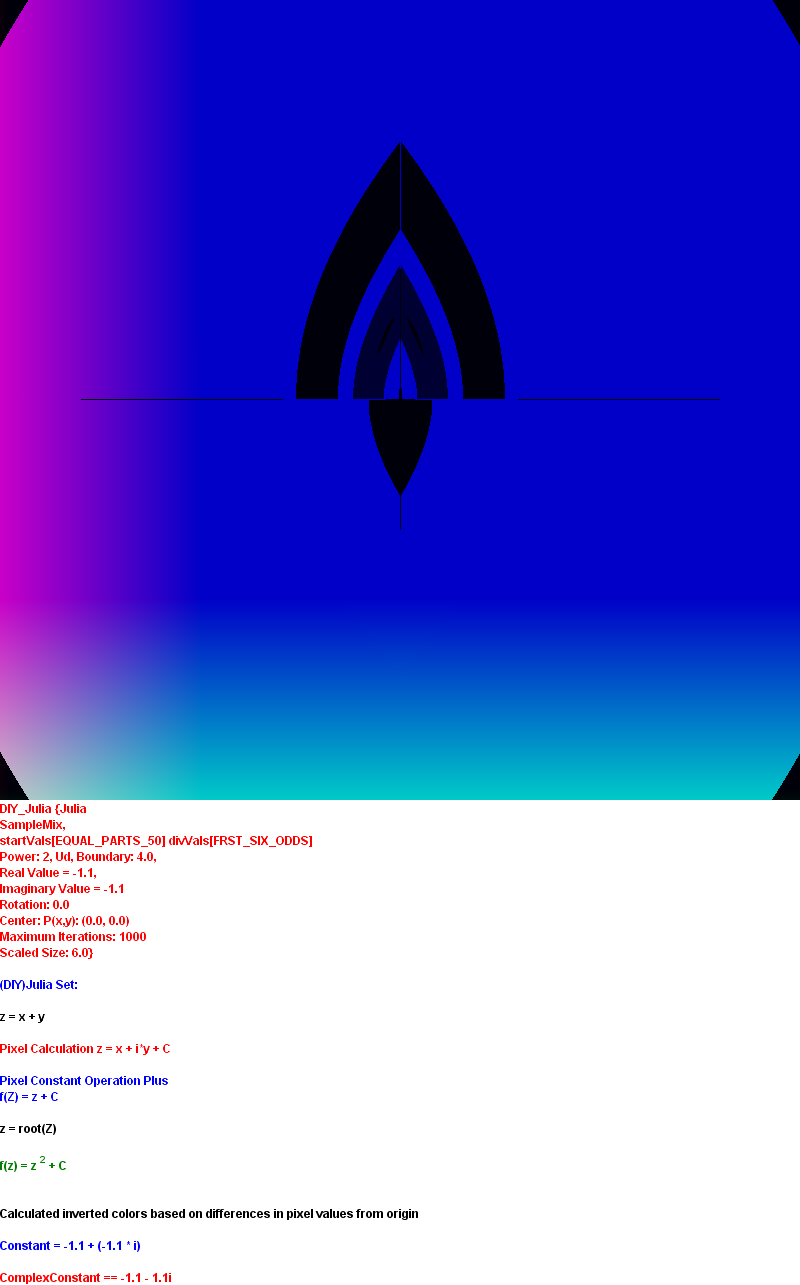 DIY_Julia {Julia
SampleMix,
startVals[EQUAL_PARTS_50] divVals[FRST_SIX_ODDS]
Power: 2, Ud, Boundary: 4.0,
Real Value = -1.1,
Imaginary Value = -1.1
Rotation: 0.0
Center: P(x,y): (0.0, 0.0)
Maximum Iterations: 1000
Scaled Size: 6.0}
(DIY)Julia Set:
z = x + y
Pixel Calculation z = x + i*y + C
Pixel Constant Operation Plus
f(Z) = z + C
z = root(Z)
f(z) = z 2 + C
Calculated inverted colors based on differences in pixel values from origin
Constant = -1.1 + (-1.1 * i)
ComplexConstant == -1.1 - 1.1i